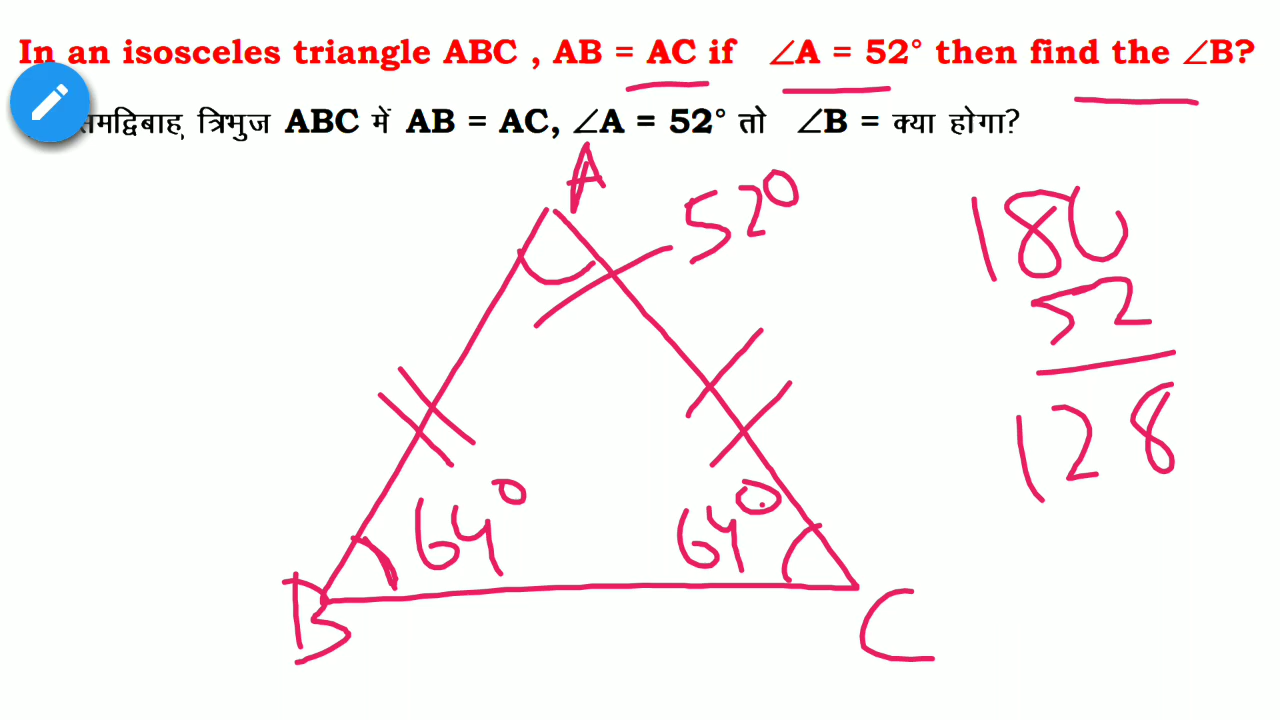 In an isosceles triangle ABC , AB = AC if ∠A = 52° then find the ∠B?
समद्विबाहु त्रिभुज ABC में AB = AC, ∠A = 52° तो ∠B = क्या होगा?
A
52°
180
52
128
64°
64°
B
C